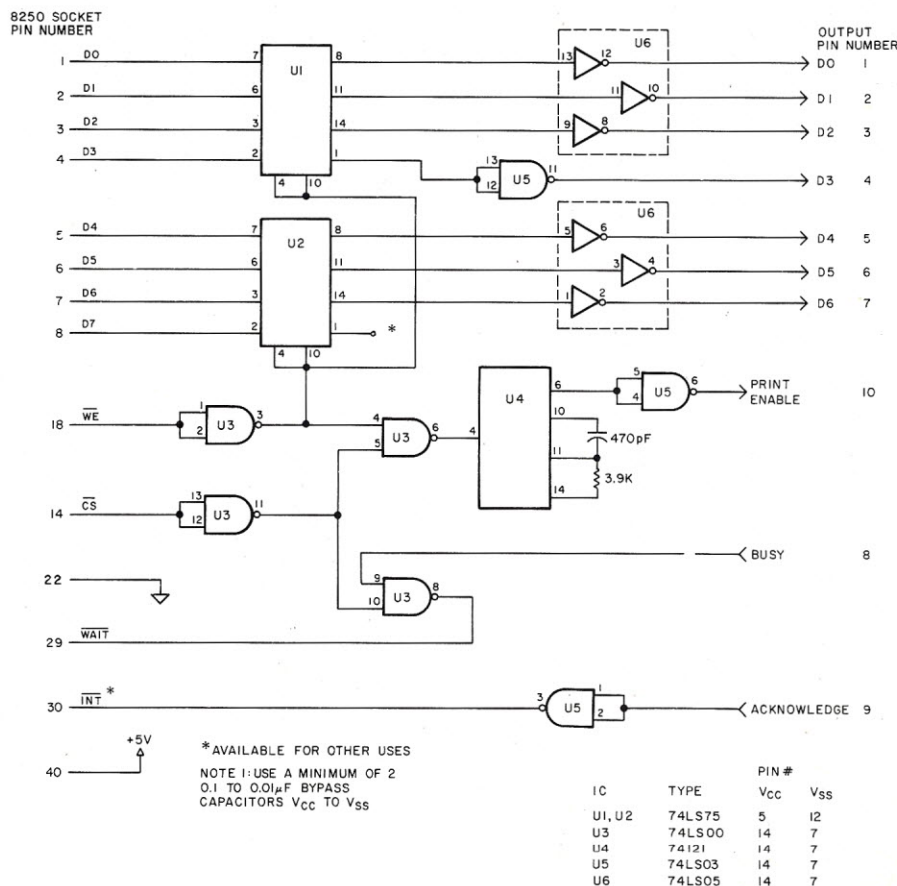 8250 SOCKET
PIN NUMBER
OUTPUT
PIN NUMBER
1 D0 7 U1 8 13 12 U6 D0 1
2 D1 6 11 11 10 D1 2
3 D2 3 14 9 8 D2 3
4 D3 2 1 13 12 U5 11 D3 4
4 10
5 D4 7 U2 8 5 6 U6 D4 5
6 D5 6 11 3 4 D5 6
7 D6 3 14 1 2 D6 7
8 D7 2 1 *
4 10
18 WE 1 2 U3 3 4 5 U3 6 4 U4 6 5 4 U5 6 PRINT
ENABLE 10
10 470pF
11 3.9K
14
14 CS 13 12 U3 11
BUSY 8
22 9 10 U3 8
29 WAIT
30 INT * 3 U5 1 2 ACKNOWLEDGE 9
+5V
40
*AVAILABLE FOR OTHER USES
NOTE 1: USE A MINIMUM OF 2
0.1 TO 0.01µF BYPASS
CAPACITORS VCC TO VSS
PIN #
IC TYPE VCC VSS
U1, U2 74LS75 5 12
U3 74LS00 14 7
U4 74121 14 7
U5 74LS03 14 7
U6 74LS05 14 7